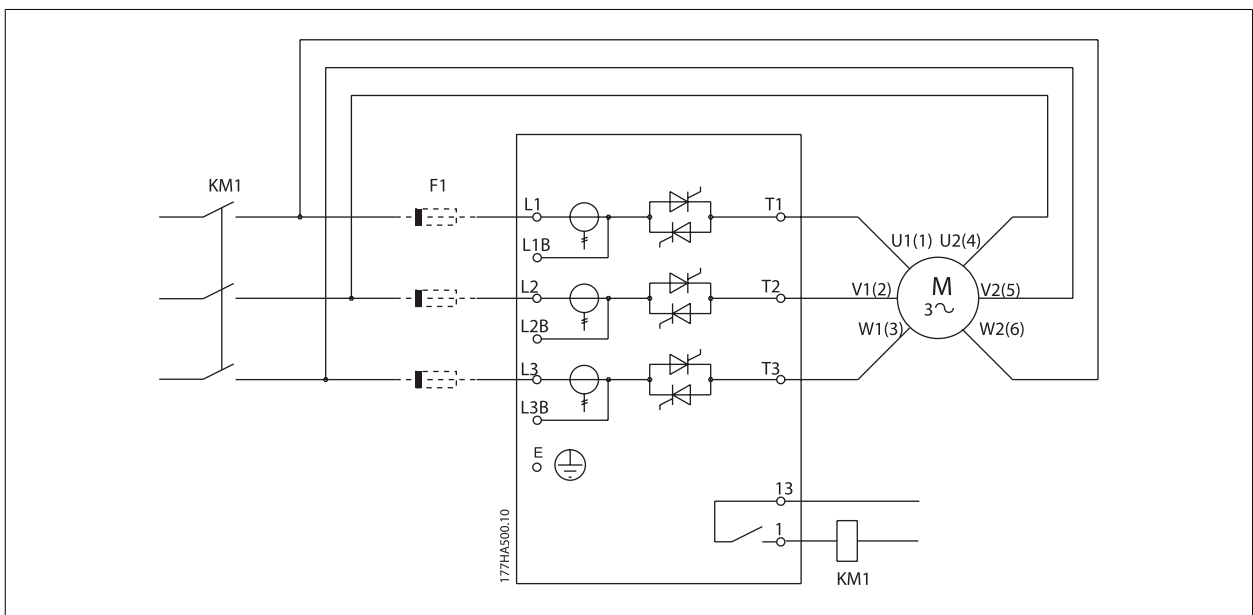 KM1
F1
L1
T1
U1(1)
U2(4)
L1B
L2
T2
V1(2)
M
3
V2(5)
L2B
W1(3)
W2(6)
L3
T3
L3B
E
13
1
KM1
177HA500.10